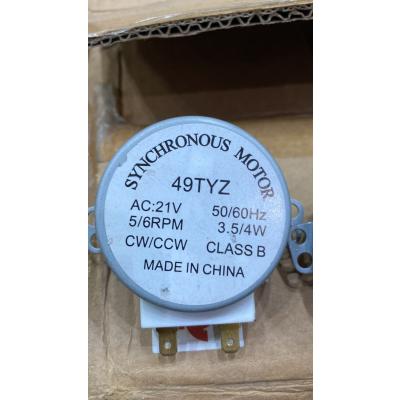 SYNCHRONOUS MOTOR
49TYZ
AC:21V 50/60Hz
5/6RPM 3.5/4W
CW/CCW CLASS B
MADE IN CHINA